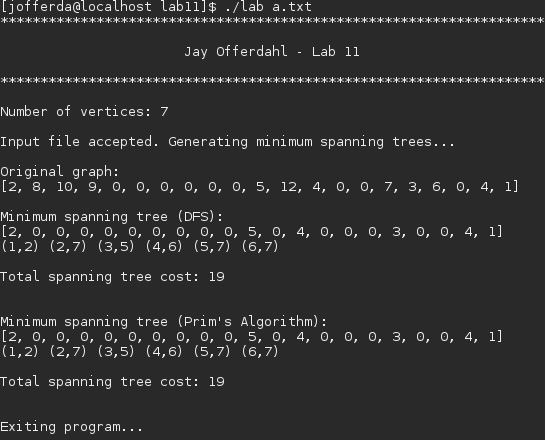 [jofferda@localhost lab11]$ ./lab a.txt
********************************************************************
Jay Offerdahl - Lab 11
********************************************************************
Number of vertices: 7
Input file accepted. Generating minimum spanning trees...
Original graph:
[2, 8, 10, 9, 0, 0, 0, 0, 0, 0, 5, 12, 4, 0, 0, 7, 3, 6, 0, 4, 1]
Minimum spanning tree (DFS):
[2, 0, 0, 0, 0, 0, 0, 0, 0, 0, 5, 0, 4, 0, 0, 0, 3, 0, 0, 4, 1]
(1,2) (2,7) (3,5) (4,6) (5,7) (6,7)
Total spanning tree cost: 19
Minimum spanning tree (Prim's Algorithm):
[2, 0, 0, 0, 0, 0, 0, 0, 0, 0, 5, 0, 4, 0, 0, 0, 3, 0, 0, 4, 1]
(1,2) (2,7) (3,5) (4,6) (5,7) (6,7)
Total spanning tree cost: 19
Exiting program...